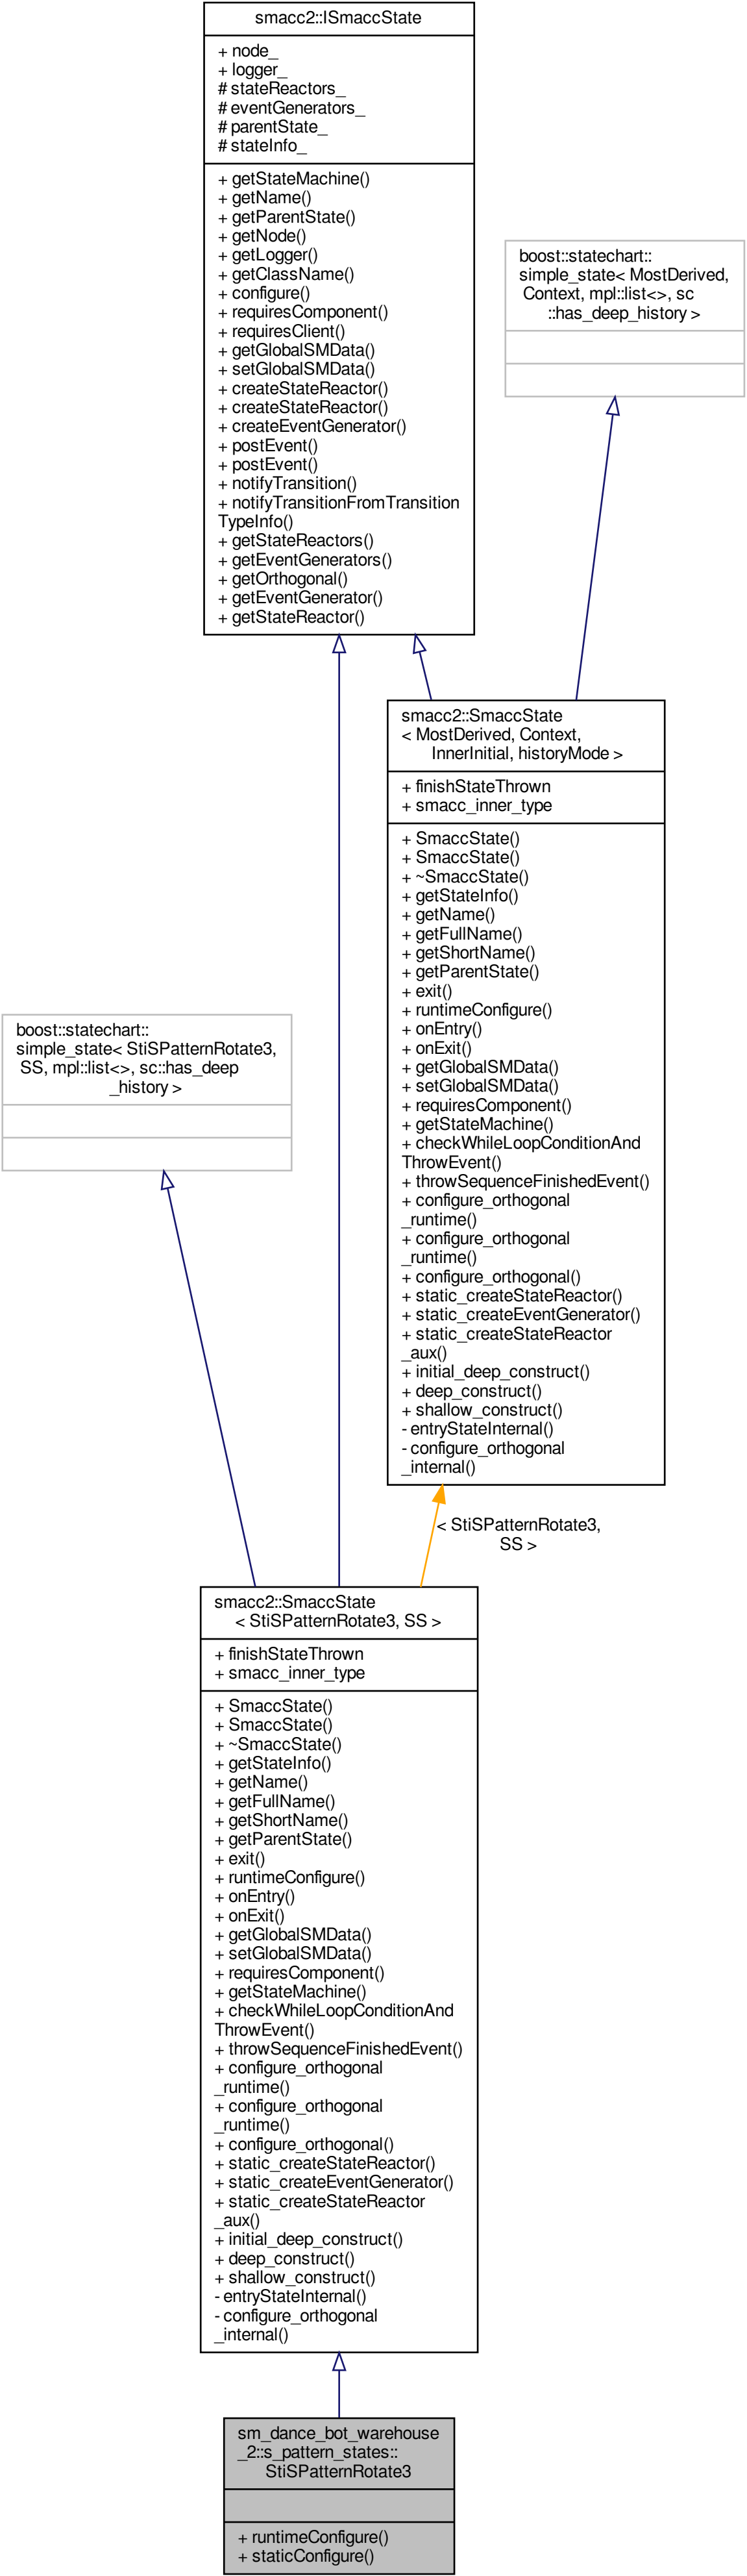 smacc2::ISmaccState
+ node_
+ logger_
# stateReactors_
# eventGenerators_
# parentState_
# stateInfo_
+ getStateMachine()
+ getName()
+ getParentState()
+ getNode()
+ getLogger()
+ getClassName()
+ configure()
+ requiresComponent()
+ requiresClient()
+ getGlobalSMData()
+ setGlobalSMData()
+ createStateReactor()
+ createStateReactor()
+ createEventGenerator()
+ postEvent()
+ postEvent()
+ notifyTransition()
+ notifyTransitionFromTransition
TypeInfo()
+ getStateReactors()
+ getEventGenerators()
+ getOrthogonal()
+ getEventGenerator()
+ getStateReactor()
boost::statechart::
simple_state< MostDerived,
Context, mpl::list<>, sc
::has_deep_history >
smacc2::SmaccState
< MostDerived, Context,
InnerInitial, historyMode >
+ finishStateThrown
+ smacc_inner_type
+ SmaccState()
+ SmaccState()
+ ~SmaccState()
+ getStateInfo()
+ getName()
+ getFullName()
+ getShortName()
+ getParentState()
+ exit()
+ runtimeConfigure()
+ onEntry()
+ onExit()
+ getGlobalSMData()
+ setGlobalSMData()
+ requiresComponent()
+ getStateMachine()
+ checkWhileLoopConditionAnd
ThrowEvent()
+ throwSequenceFinishedEvent()
+ configure_orthogonal
_runtime()
+ configure_orthogonal
_runtime()
+ configure_orthogonal()
+ static_createStateReactor()
+ static_createEventGenerator()
+ static_createStateReactor
_aux()
+ initial_deep_construct()
+ deep_construct()
+ shallow_construct()
- entryStateInternal()
- configure_orthogonal
_internal()
boost::statechart::
simple_state< StiSPatternRotate3,
SS, mpl::list<>, sc::has_deep
_history >
< StiSPatternRotate3,
SS >
smacc2::SmaccState
< StiSPatternRotate3, SS >
+ finishStateThrown
+ smacc_inner_type
+ SmaccState()
+ SmaccState()
+ ~SmaccState()
+ getStateInfo()
+ getName()
+ getFullName()
+ getShortName()
+ getParentState()
+ exit()
+ runtimeConfigure()
+ onEntry()
+ onExit()
+ getGlobalSMData()
+ setGlobalSMData()
+ requiresComponent()
+ getStateMachine()
+ checkWhileLoopConditionAnd
ThrowEvent()
+ throwSequenceFinishedEvent()
+ configure_orthogonal
_runtime()
+ configure_orthogonal
_runtime()
+ configure_orthogonal()
+ static_createStateReactor()
+ static_createEventGenerator()
+ static_createStateReactor
_aux()
+ initial_deep_construct()
+ deep_construct()
+ shallow_construct()
- entryStateInternal()
- configure_orthogonal
_internal()
sm_dance_bot_warehouse
_2::s_pattern_states::
StiSPatternRotate3
+ runtimeConfigure()
+ staticConfigure()